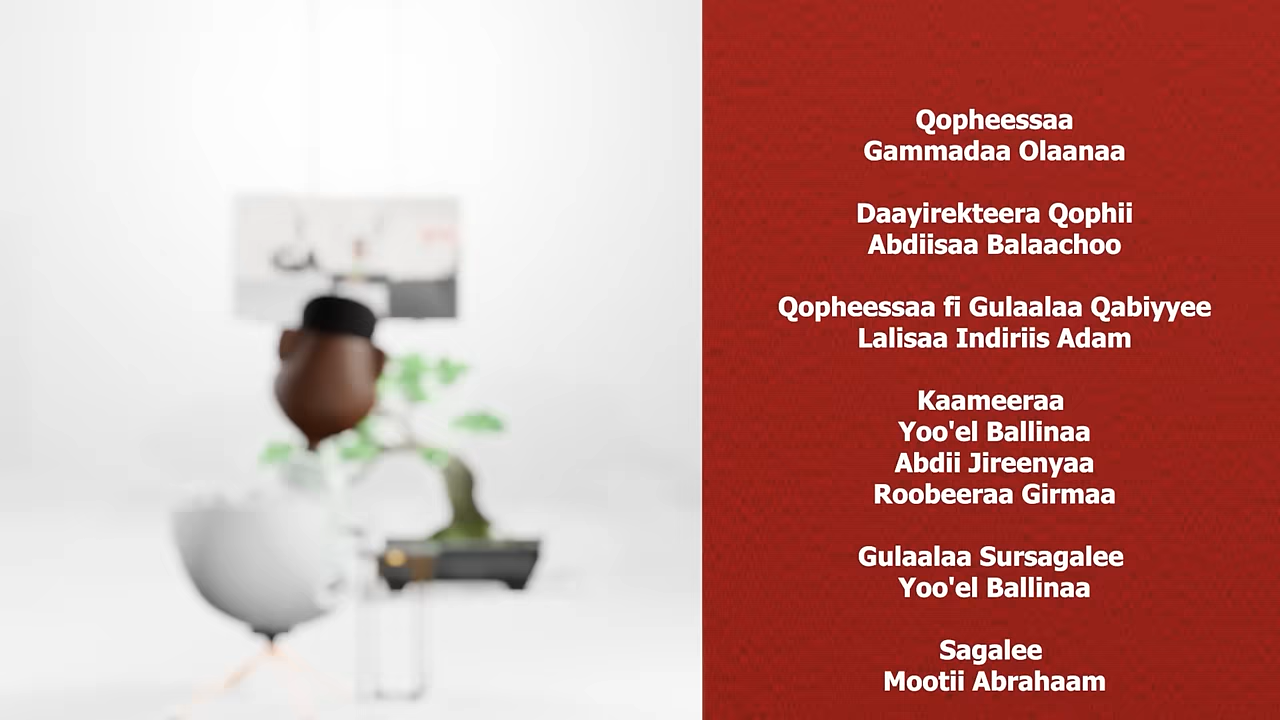 Qopheessaa
Gammadaa Olaanaa
Daayirekteera Qophii
Abdiisaa Balaachoo
Qopheessaa fi Gulaalaa Qabiyyee
Lalisaa Indiriis Adam
Kaameeraa
Yoo'el Ballinaa
Abdii Jireenyaa
Roobeeraa Girmaa
Gulaalaa Sursagalee
Yoo'el Ballinaa
Sagalee
Mootii Abrahaam